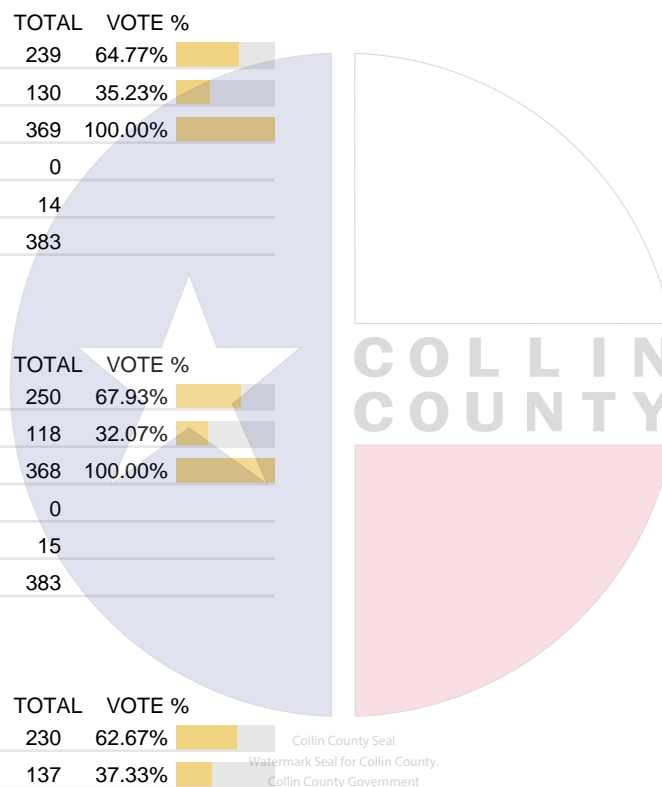 TOTAL VOTE %
239 64.77%
130 35.23%
369 100.00%
0
14
383
COLLIN
COUNTY
TOTAL VOTE %
250 67.93%
118 32.07%
368 100.00%
0
15
383
TOTAL VOTE %
230 62.67%
137 37.33%
Collin County Seal
Watermark Seal for Collin County.
Collin County Government